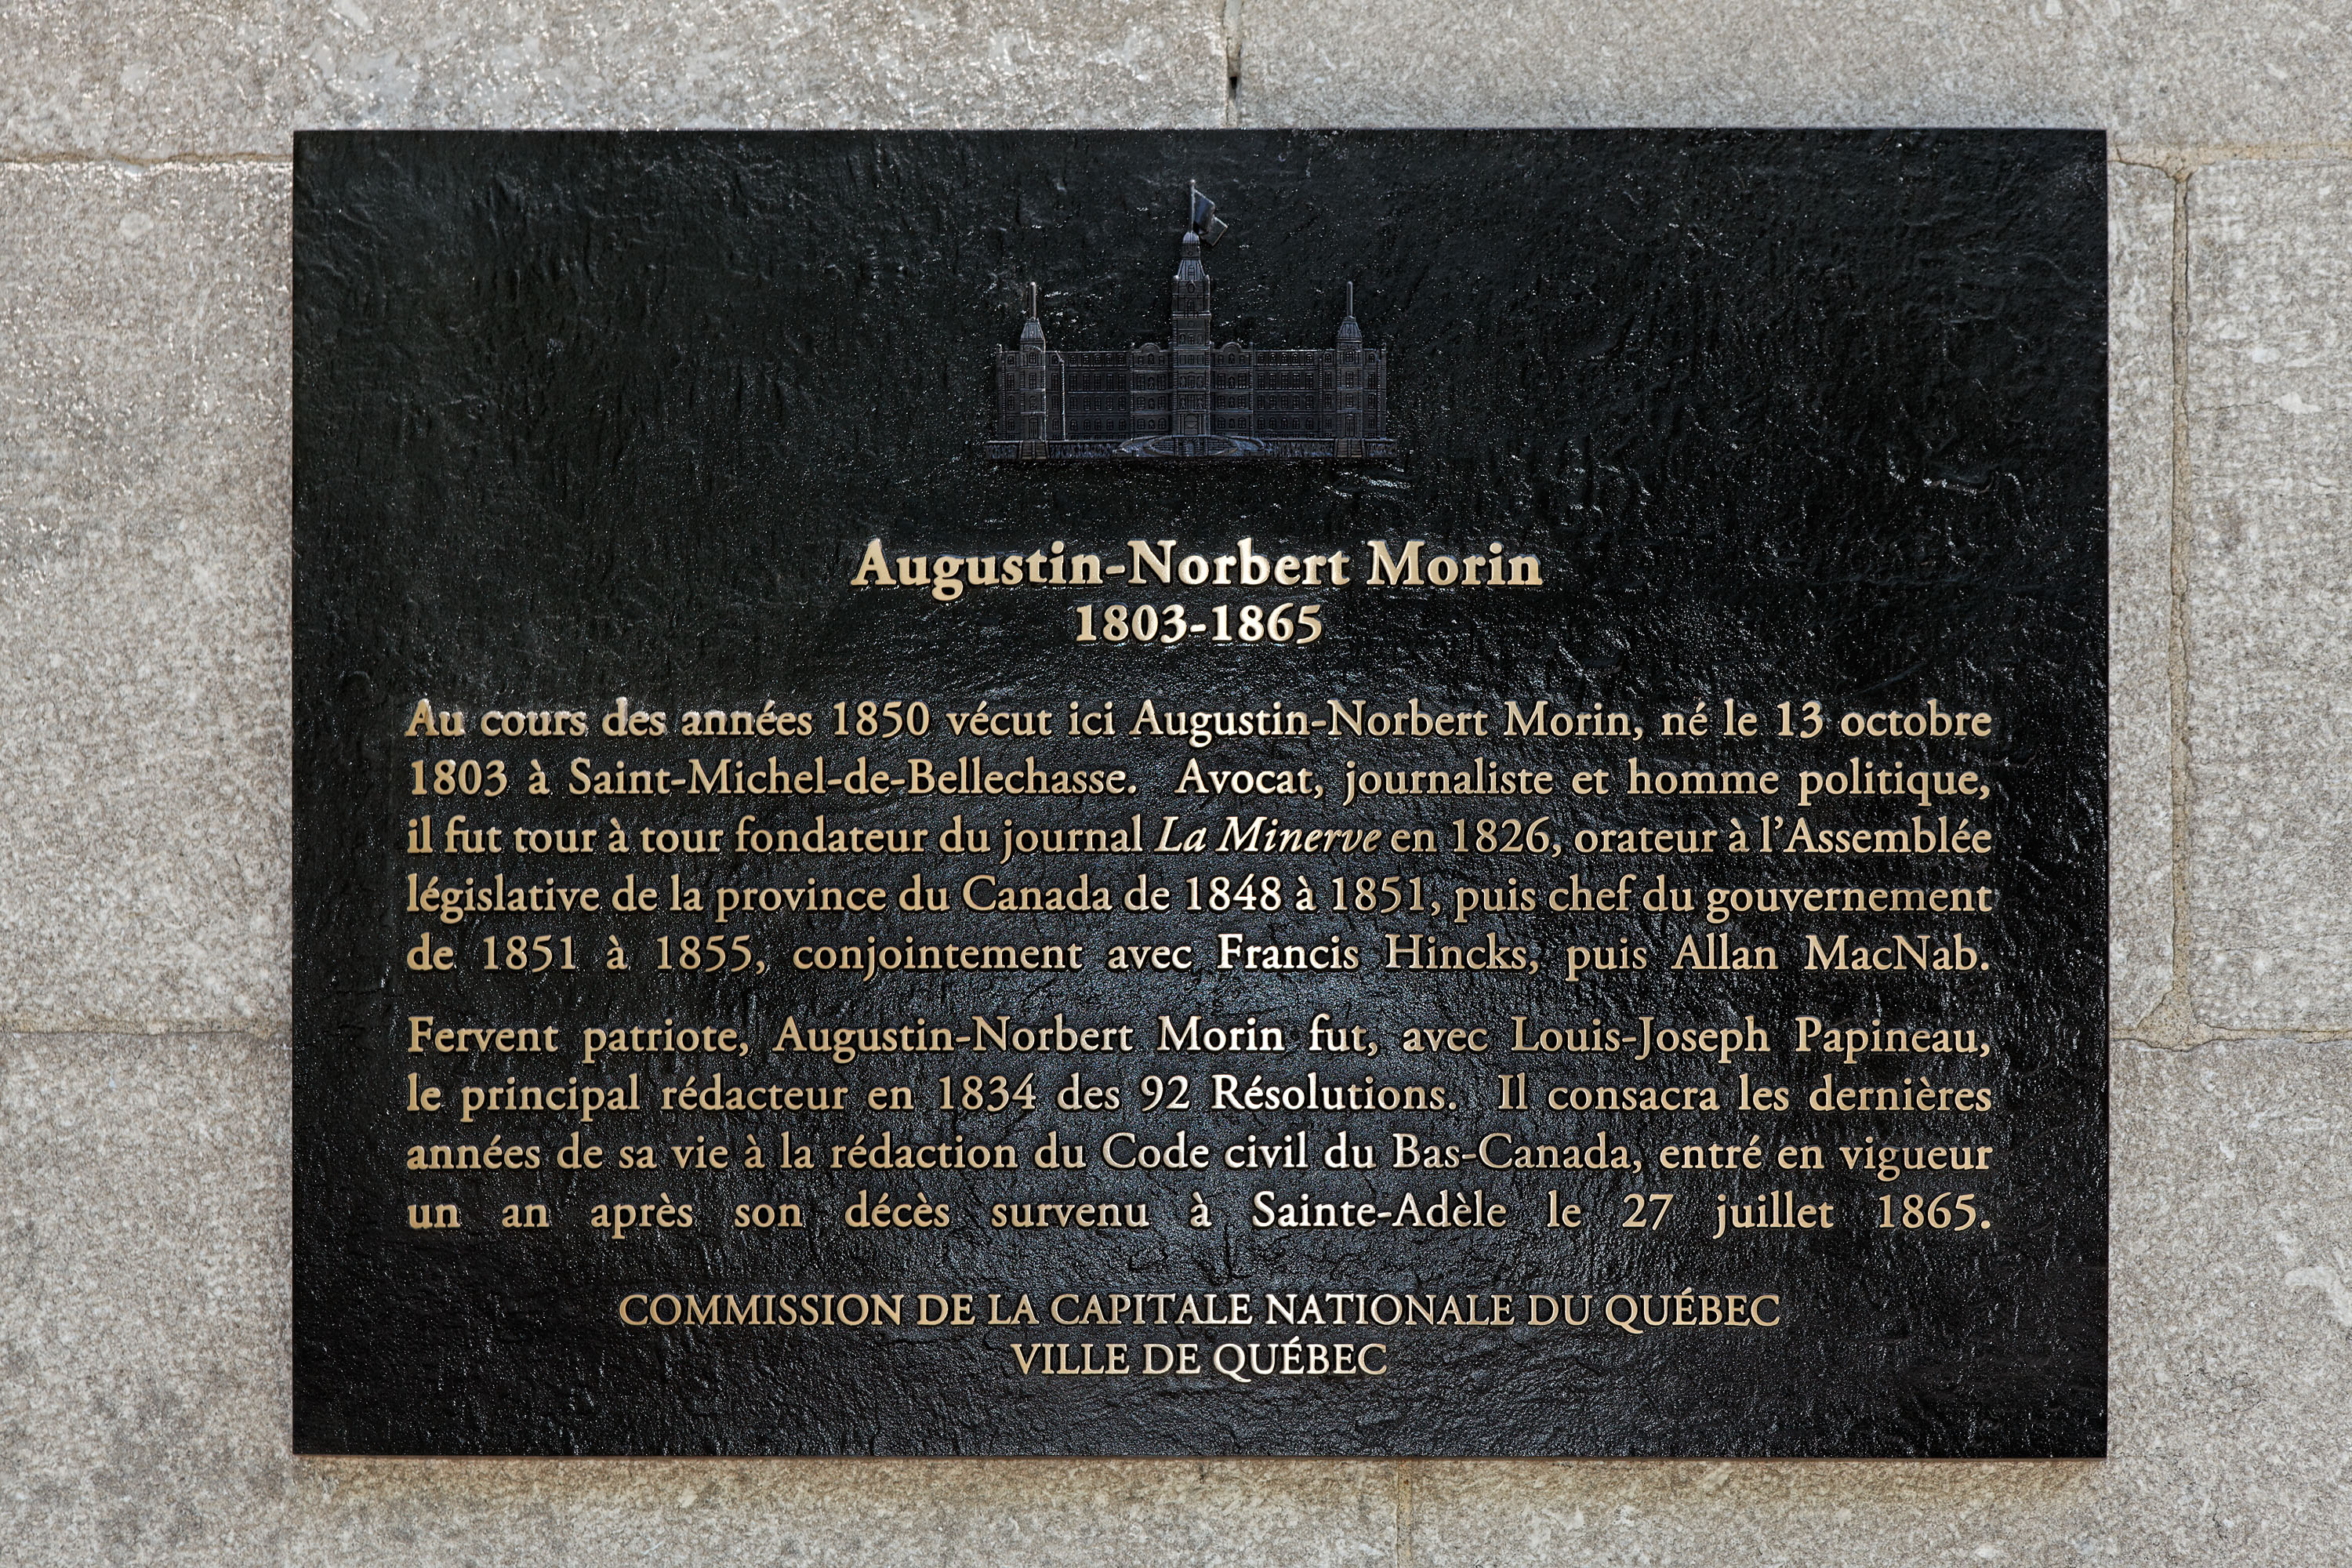 Augustin-Norbert Morin
1803-1865
Au cours des années 1850 vécut ici Augustin-Norbert Morin, né le 13 octobre
1803 à Saint-Michel-de-Bellechasse. Avocat, journaliste et homme politique,
il fut tour à tour fondateur du journal La Minerve en 1826, orateur à l'Assemblée
législative de la province du Canada de 1848 à 1851, puis chef du gouvernement
de 1851 à 1855, conjointement avec Francis Hincks, puis Allan MacNab.
Fervent patriote, Augustin-Norbert Morin fut, avec Louis-Joseph Papineau,
le principal rédacteur en 1834 des 92 Résolutions. Il consacra les dernières
années de sa vie à la rédaction du Code civil du Bas-Canada, entré en vigueur
un an après son décès survenu à Sainte-Adèle le 27 juillet 1865.
COMMISSION DE LA CAPITALE NATIONALE DU QUÉBEC
VILLE DE QUÉBEC